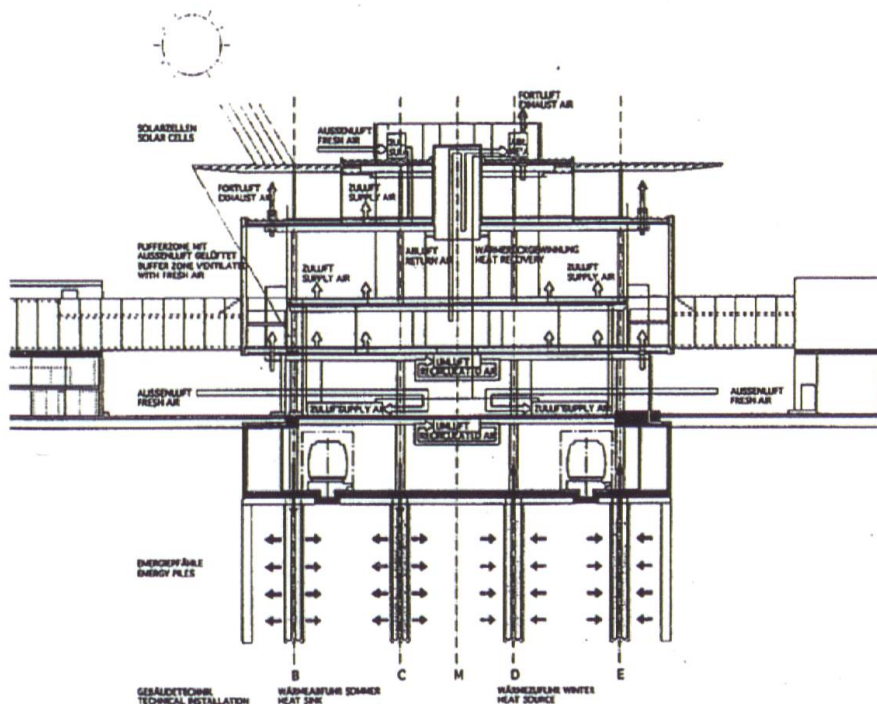 FORTLUFT
EXHAUST AIR
SOLARZELLEN
SOLAR CELLS
AUSSENLUFT
FRESH AIR
FORTLUFT
EXHAUST AIR
ZULUFT
SUPPLY AIR
PUFFERZONE MIT
AUSSENLUFT GELÜFTET
BUFFER ZONE VENTILATED
WITH FRESH AIR
ABLUFT
RETURN AIR
WÄRMERÜCKGEWINNUNG
HEAT RECOVERY
ZULUFT
SUPPLY AIR
ZULUFT
SUPPLY AIR
UMLUFT
RECIRCULATED AIR
AUSSENLUFT
FRESH AIR
AUSSENLUFT
FRESH AIR
ZULUFT/SUPPLY AIR
ZULUFT/SUPPLY AIR
UMLUFT
RECIRCULATED AIR
ENERGIEPFÄHLE
ENERGY PILES
B C M D E
GEBÄUDETECHNIK
TECHNICAL INSTALLATION
WÄRMEABFUHR SOMMER
HEAT SINK
WÄRMEZUFUHR WINTER
HEAT SOURCE